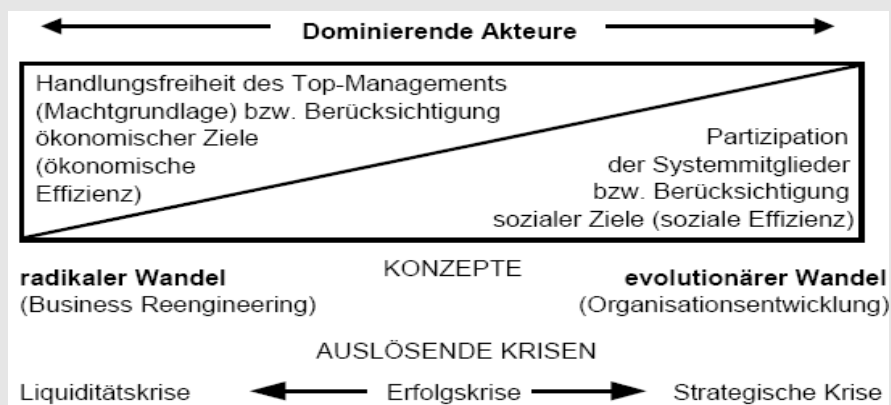 Dominierende Akteure
Handlungsfreiheit des Top-Managements
(Machtgrundlage) bzw. Berücksichtigung
ökonomischer Ziele
(ökonomische
Effizienz)
Partizipation
der Systemmitglieder
bzw. Berücksichtigung
sozialer Ziele (soziale Effizienz)
KONZEPTE
radikaler Wandel
(Business Reengineering)
evolutionärer Wandel
(Organisationsentwicklung)
AUSLÖSENDE KRISEN
Liquiditätskrise Erfolgskrise Strategische Krise